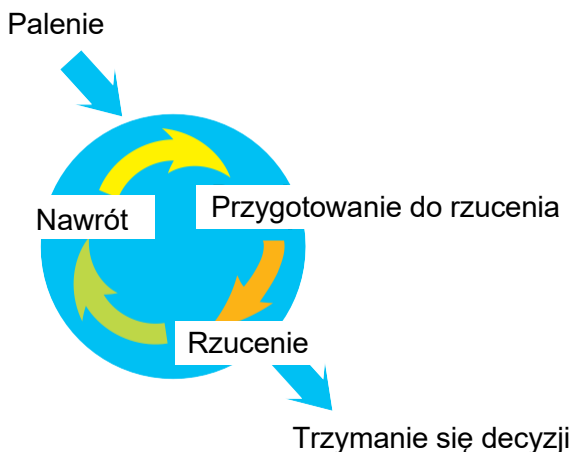 Palenie
Nawrót
Przygotowanie do rzucenia
Rzucenie
Trzymanie się decyzji